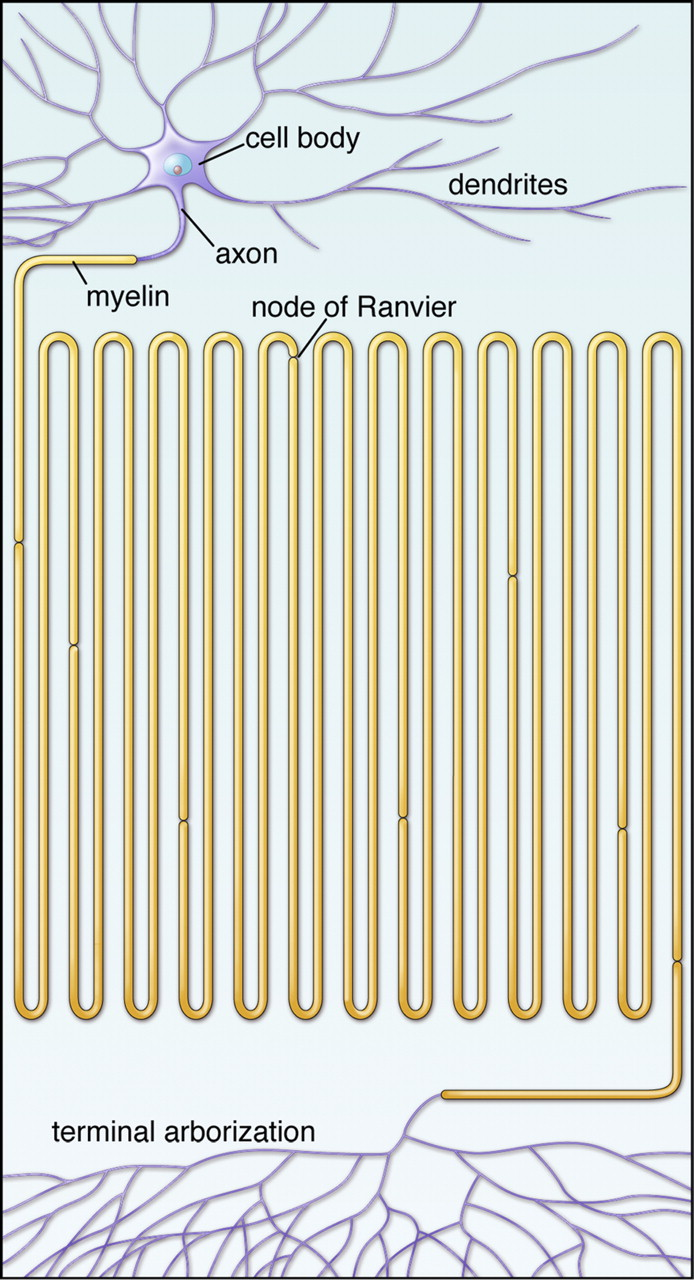 cell body
dendrites
axon
myelin
node of Ranvier
terminal arborization